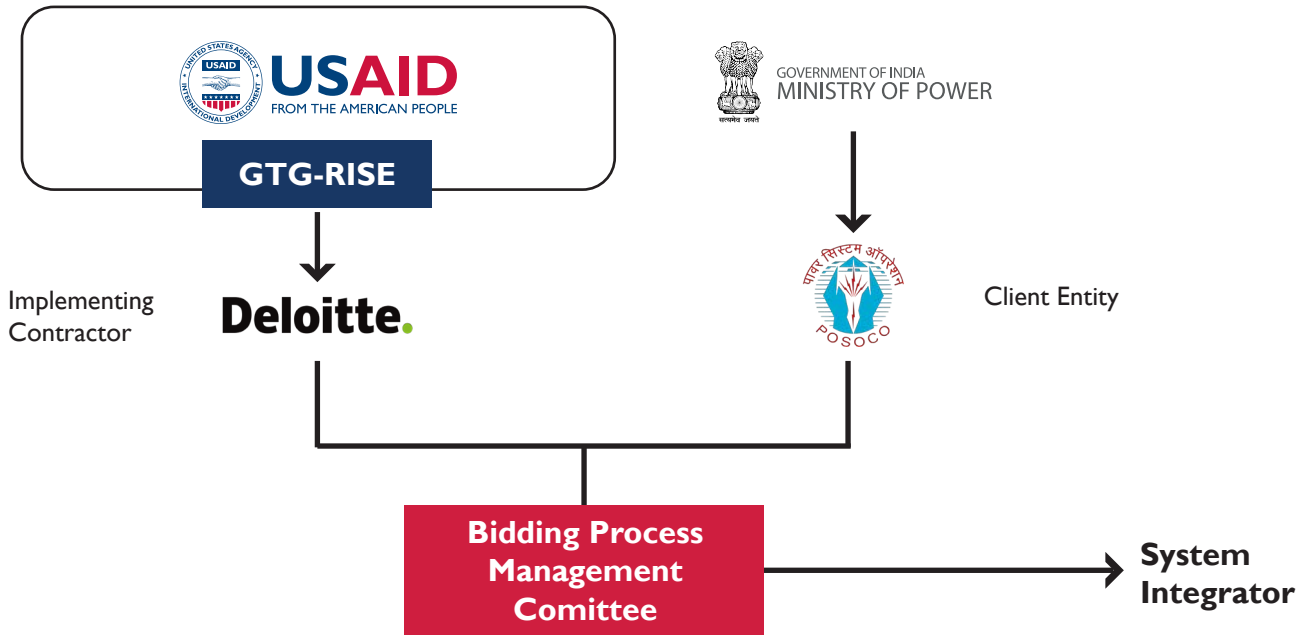 UNITED STATES AGENCY
USAID
INTERNATIONAL DEVELOPMENT
USAID
FROM THE AMERICAN PEOPLE
GTG-RISE
सत्यमेव जयते
GOVERNMENT OF INDIA
MINISTRY OF POWER
Implementing
Contractor
Deloitte.
पावर सिस्टम ऑपरेशन
POSOCO
Client Entity
Bidding Process
Management
Comittee
System
Integrator